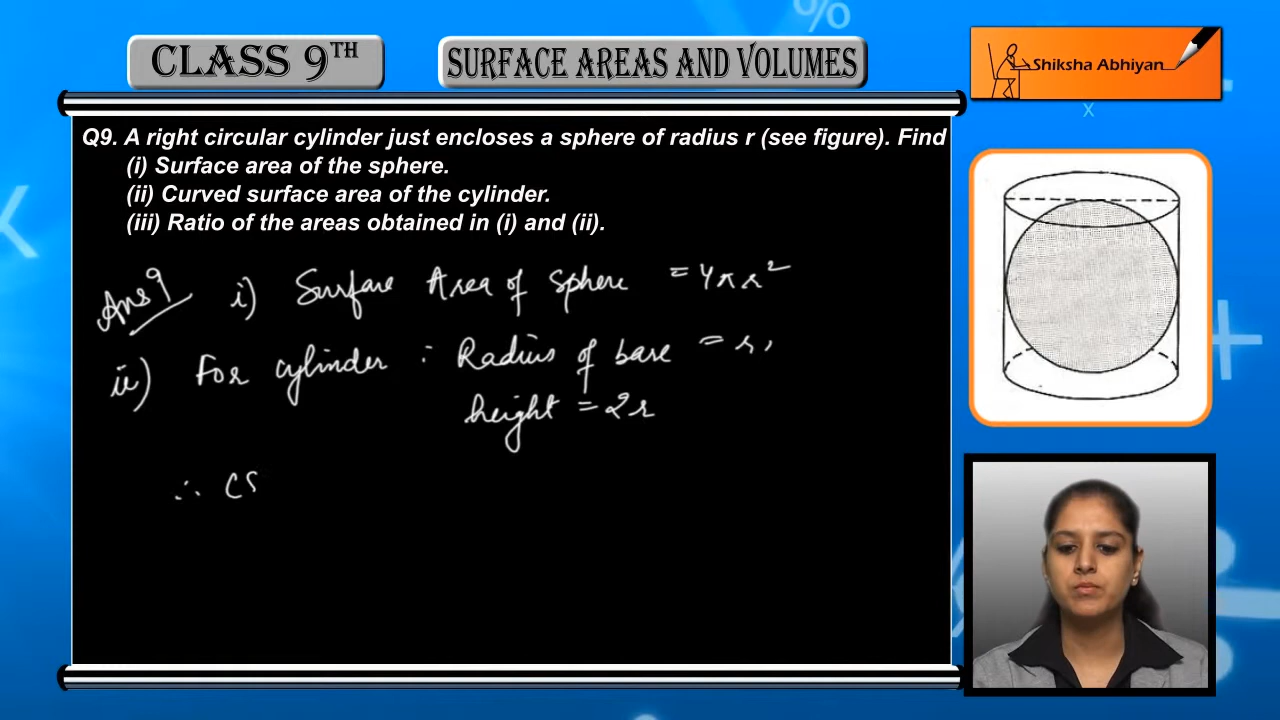 CLASS 9TH
SURFACE AREAS AND VOLUMES
Shiksha Abhiyan
Q9. A right circular cylinder just encloses a sphere of radius r (see figure). Find
(i) Surface area of the sphere.
(ii) Curved surface area of the cylinder.
(iii) Ratio of the areas obtained in (i) and (ii).
Ans 9 i) Surface Area of Sphere = 4πr²
ii) For cylinder : Radius of base = r,
height = 2r
∴ CS